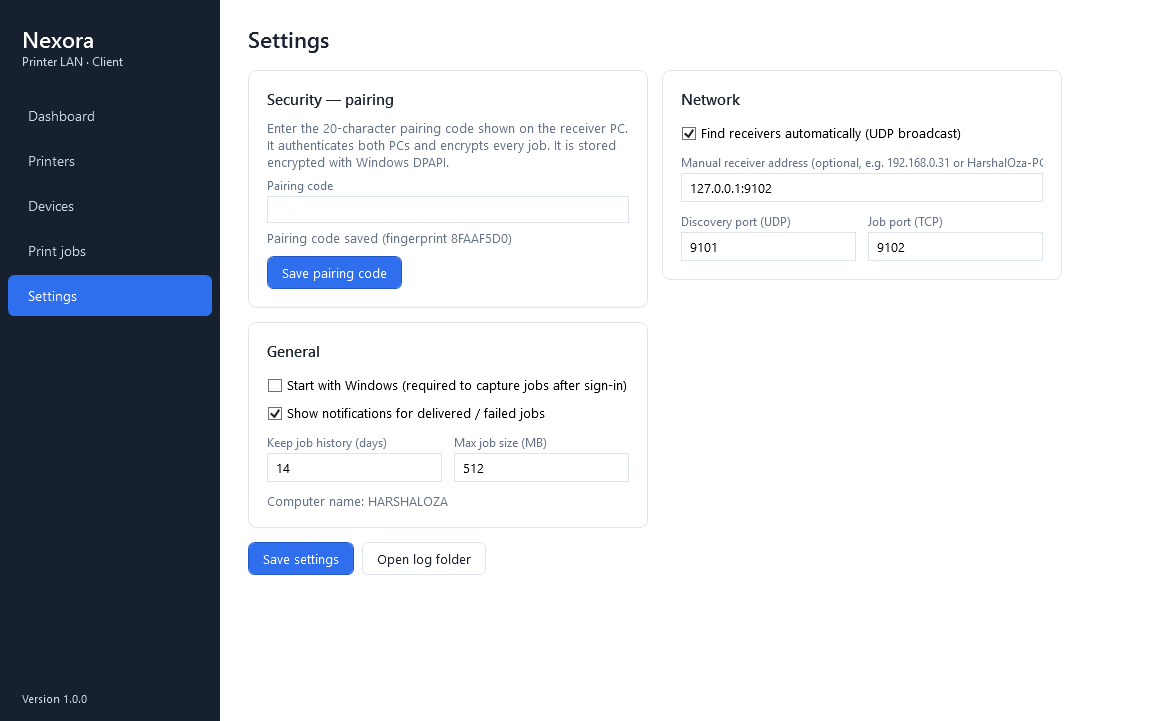 Nexora
Printer LAN · Client
Dashboard
Printers
Devices
Print jobs
Settings
Version 1.0.0
Settings
Security — pairing
Enter the 20-character pairing code shown on the receiver PC.
It authenticates both PCs and encrypts every job. It is stored
encrypted with Windows DPAPI.
Pairing code
Pairing code saved (fingerprint 8FAAF5D0)
Save pairing code
Network
Find receivers automatically (UDP broadcast)
Manual receiver address (optional, e.g. 192.168.0.31 or HarshalOza-PC
127.0.0.1:9102
Discovery port (UDP) Job port (TCP)
9101 9102
General
Start with Windows (required to capture jobs after sign-in)
Show notifications for delivered / failed jobs
Keep job history (days) Max job size (MB)
14 512
Computer name: HARSHALOZA
Save settings Open log folder